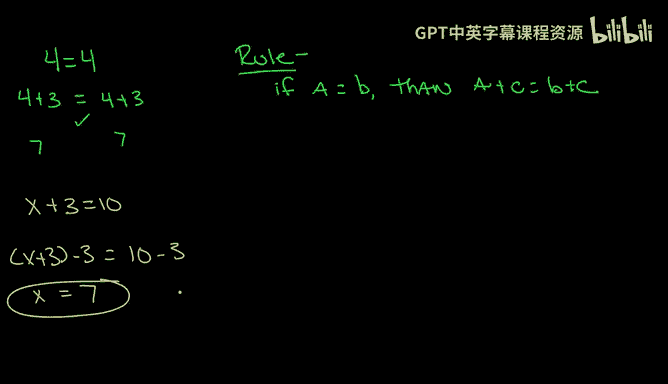 GPT中英字幕课程资源 bilibili
4=4
4+3 = 4+3
✓
7 7
Rule-
if A = b, thAN A+C = b+C
x+3=10
(x+3)-3 = 10-3
x = 7